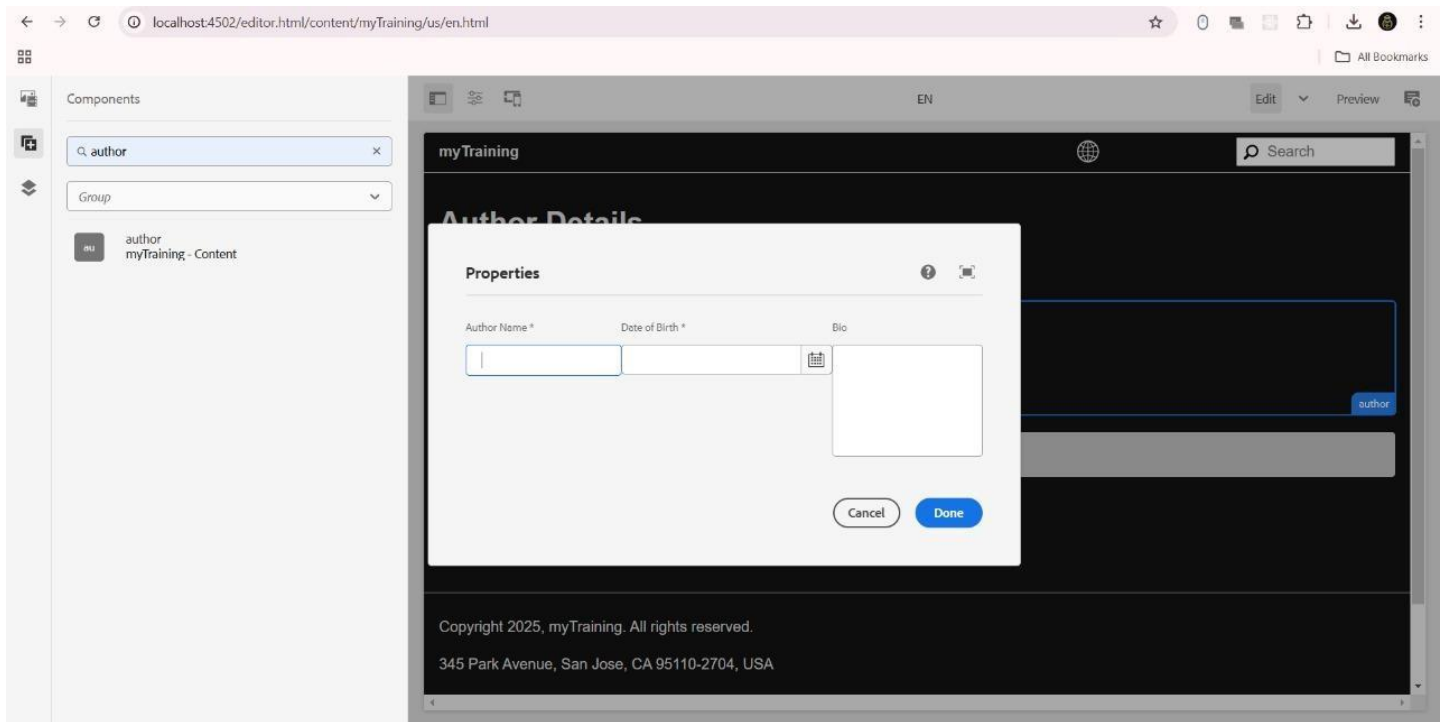 localhost:4502/editor.html/content/myTraining/us/en.html
All Bookmarks
Components
EN
Edit
Preview
author
Group
au
author
myTraining - Content
myTraining
Search
Author Details
Properties
Author Name *
Date of Birth *
Bio
author
Cancel
Done
Copyright 2025, myTraining. All rights reserved.
345 Park Avenue, San Jose, CA 95110-2704, USA